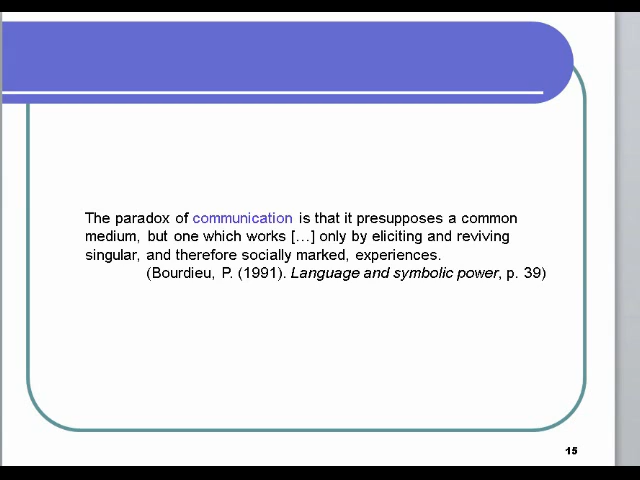 The paradox of communication is that it presupposes a common
medium, but one which works […] only by eliciting and reviving
singular, and therefore socially marked, experiences.
(Bourdieu, P. (1991). Language and symbolic power, p. 39)
15